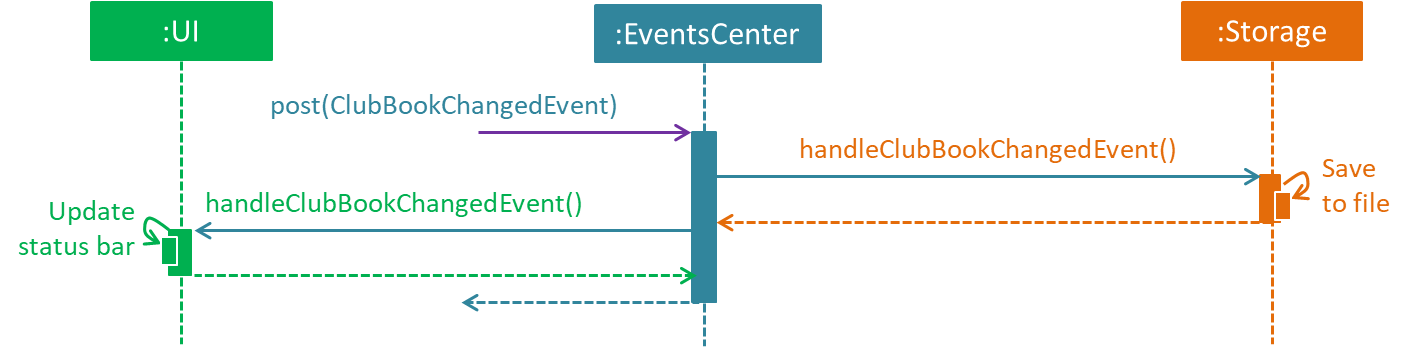 :UI
:EventsCenter
:Storage
post(ClubBookChangedEvent)
handleClubBookChangedEvent()
Save
to file
handleClubBookChangedEvent()
Update
status bar